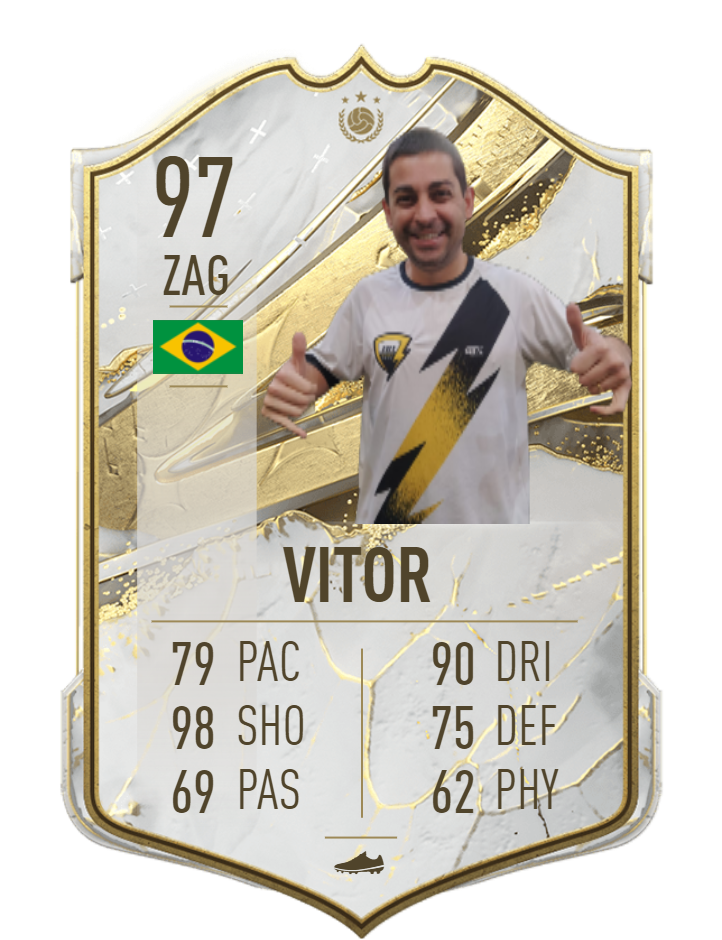 97
ZAG
VITOR
79 PAC
98 SHO
69 PAS
90 DRI
75 DEF
62 PHY